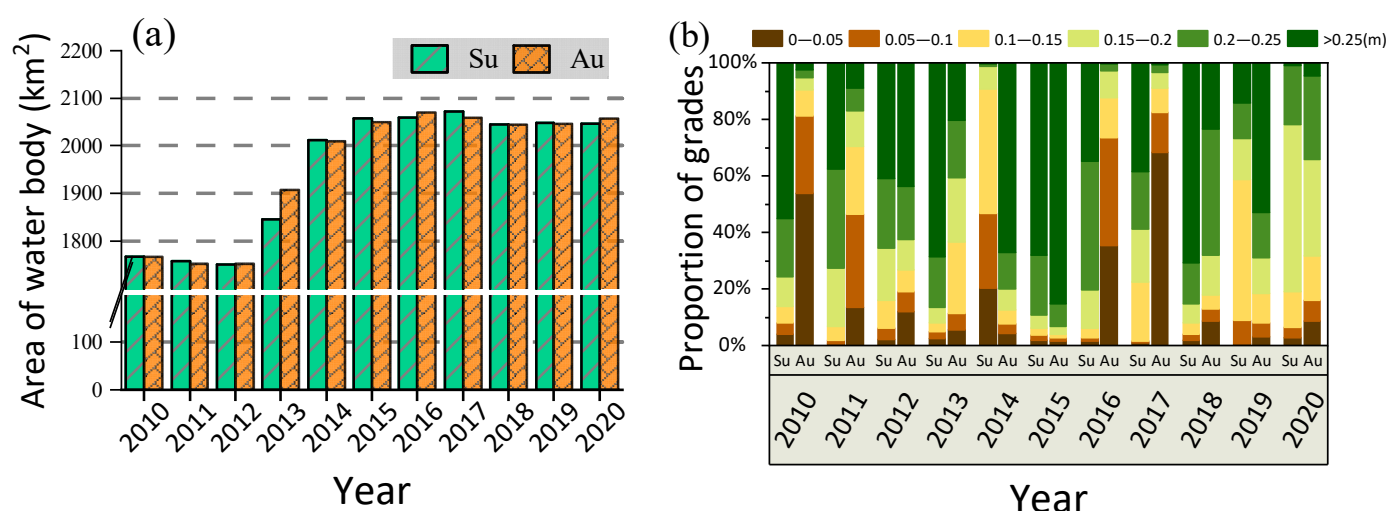 (a)
Su Au
Area of water body (km²)
2200
2100
2000
1900
1800
100
0
2010 2011 2012 2013 2014 2015 2016 2017 2018 2019 2020
Year
(b)
0—0.05 0.05—0.1 0.1—0.15 0.15—0.2 0.2—0.25 >0.25(m)
Proportion of grades
100%
80%
60%
40%
20%
0%
Su Au Su Au Su Au Su Au Su Au Su Au Su Au Su Au Su Au Su Au Su Au
2010 2011 2012 2013 2014 2015 2016 2017 2018 2019 2020
Year